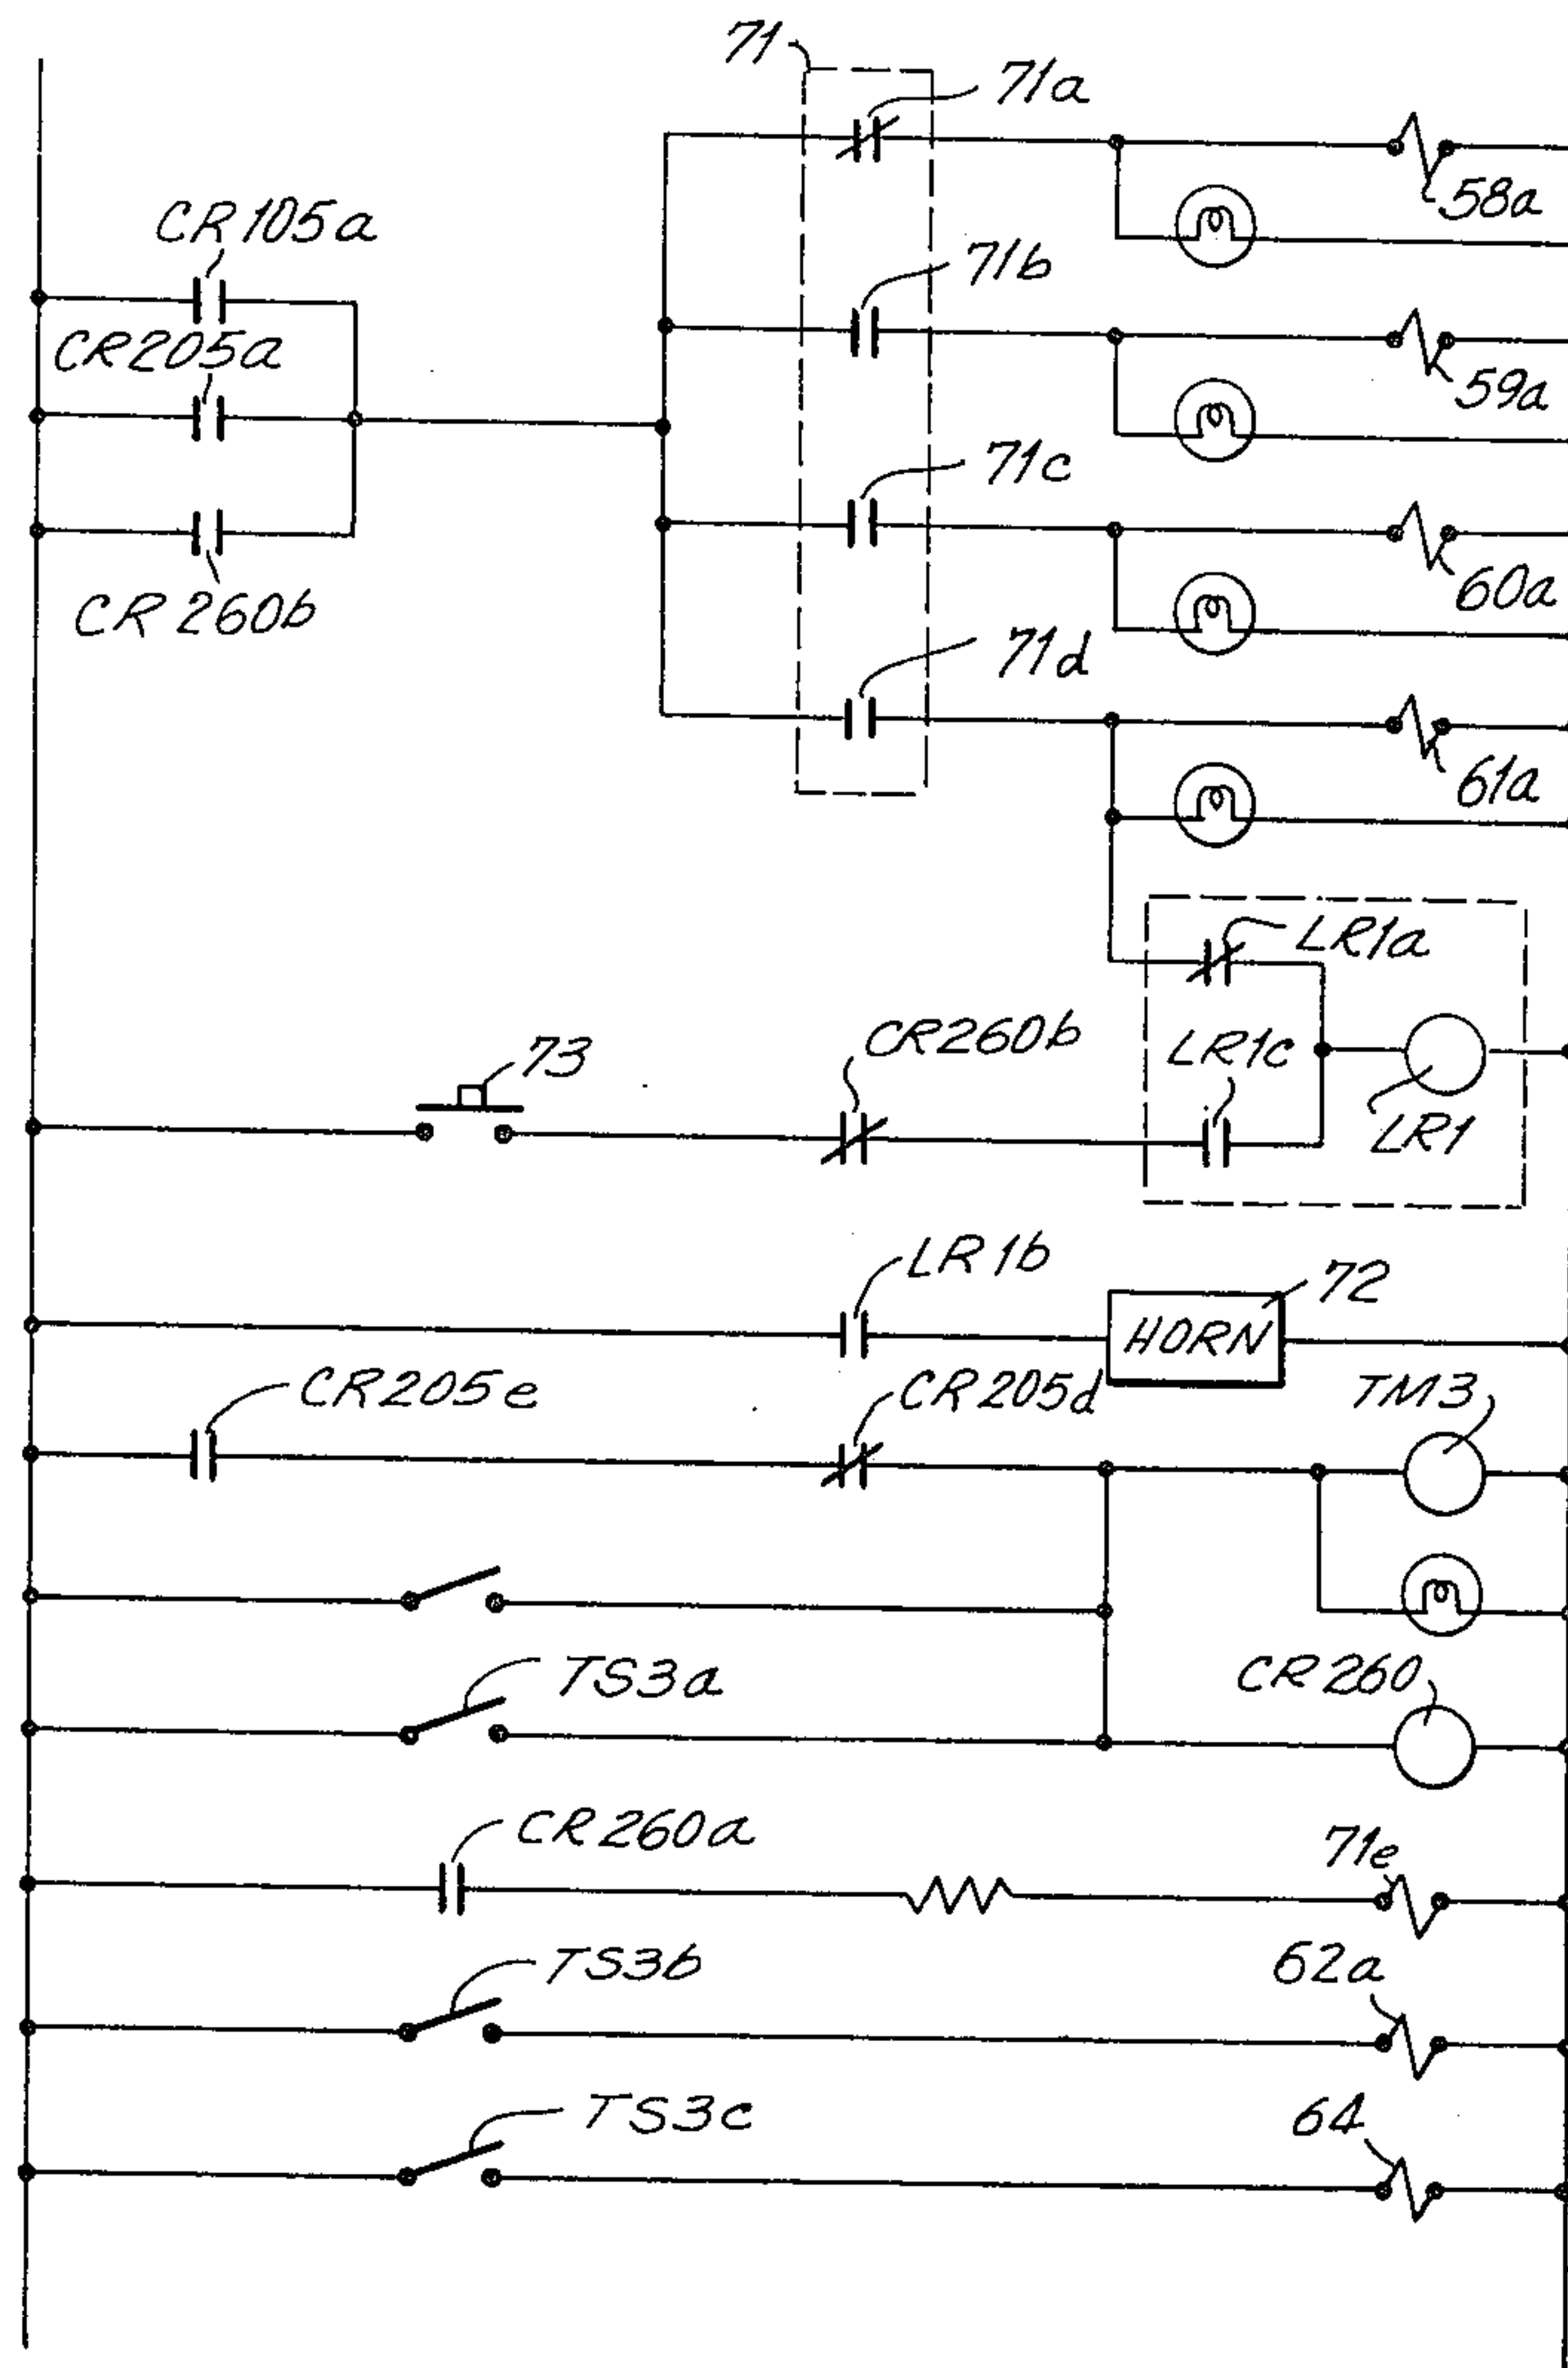 71
71a
58a
CR105a
71b
CR205a
59a
71c
CR260b
60a
71d
61a
LR1a
CR260b
LR1c
73
LR1
LR1b
72
HORN
CR205e
CR205d
TM3
TS3a
CR260
CR260a
71e
TS3b
62a
TS3c
64